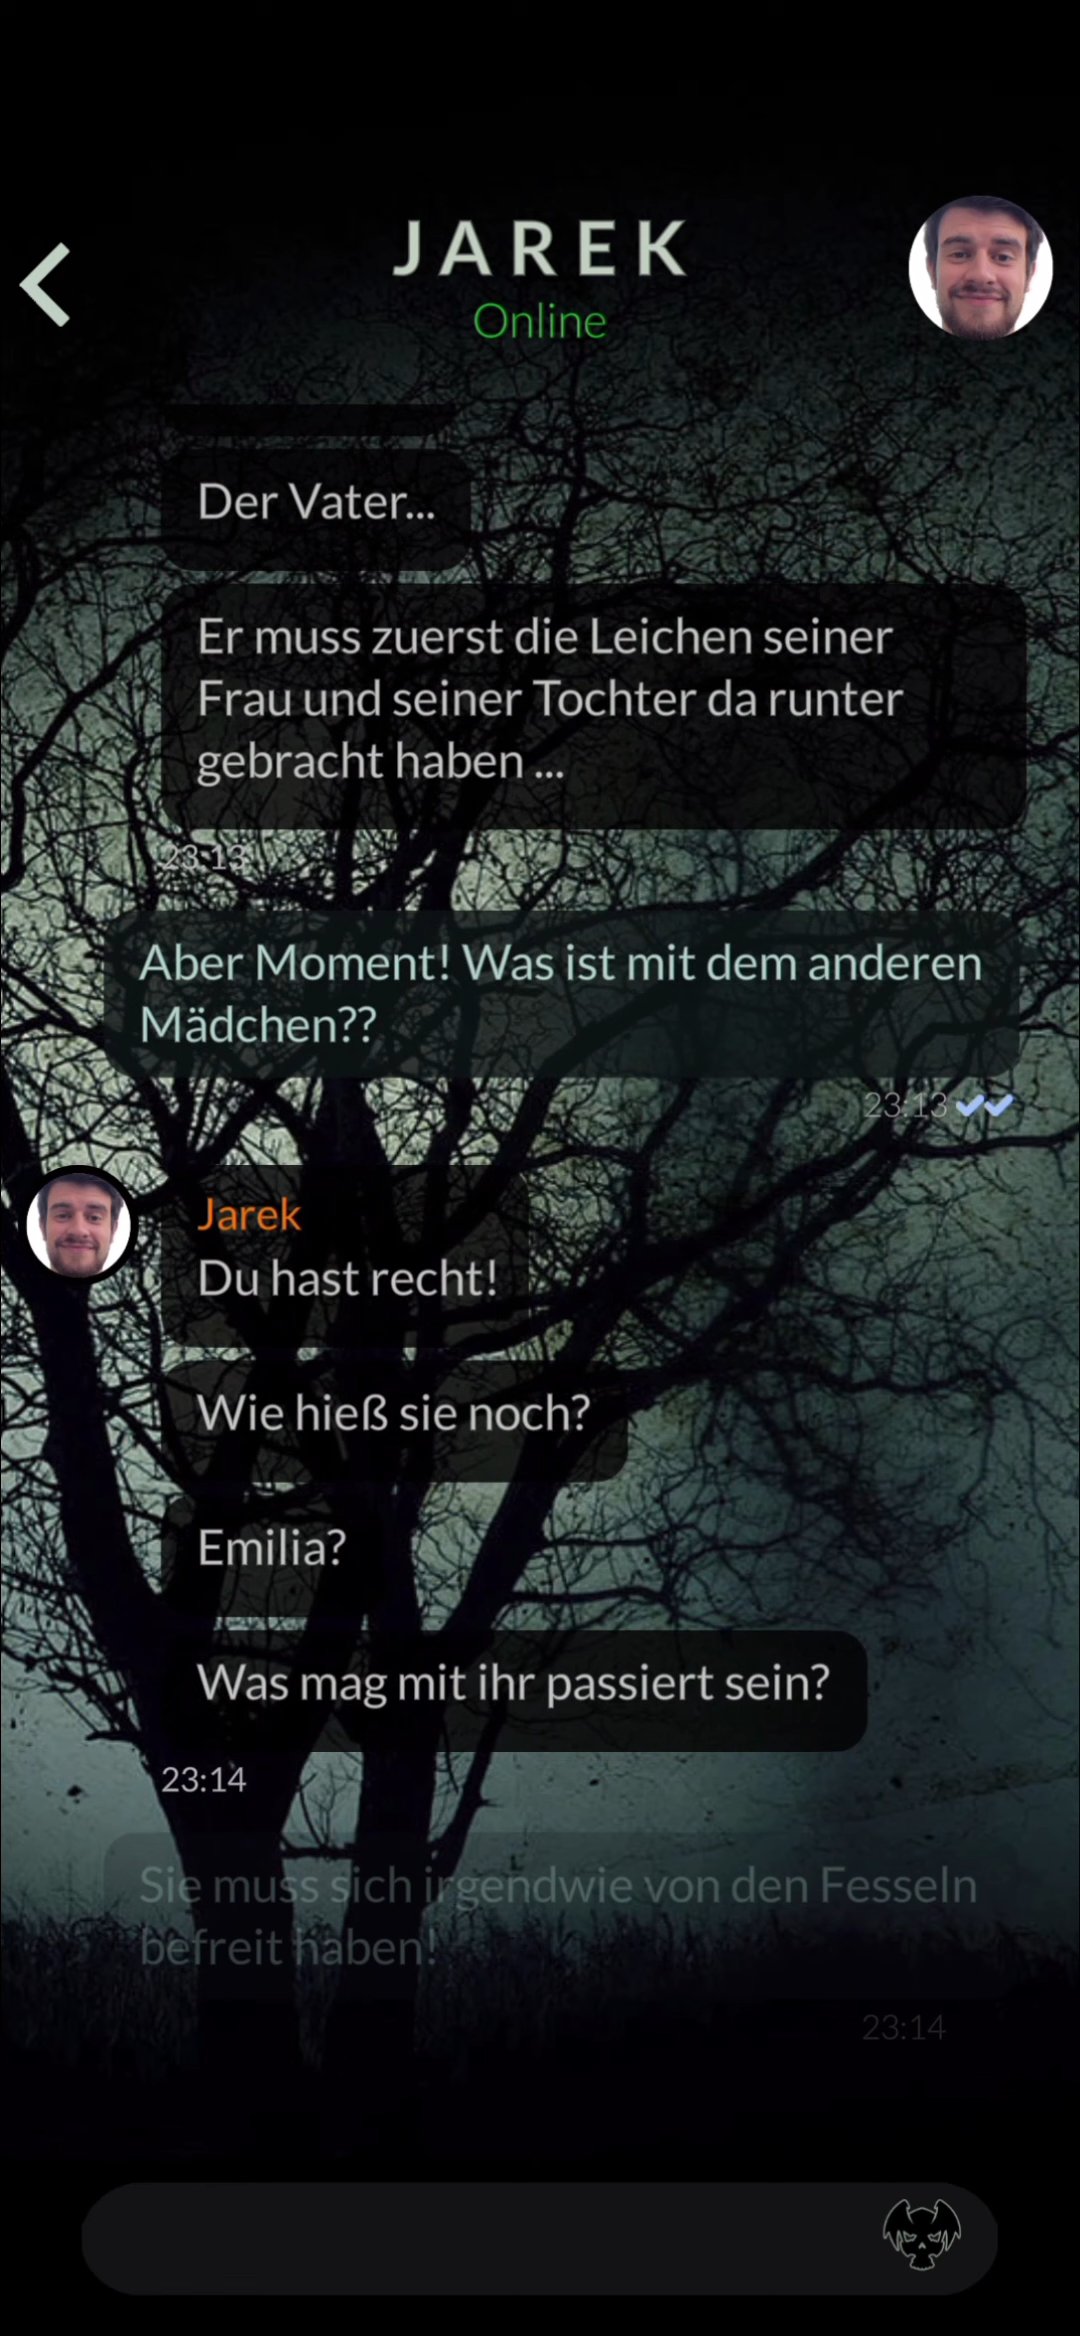 JAREK
Online
Der Vater...
Er muss zuerst die Leichen seiner
Frau und seiner Tochter da runter
gebracht haben ...
23:13
Aber Moment! Was ist mit dem anderen
Mädchen??
23:13
Jarek
Du hast recht!
Wie hieß sie noch?
Emilia?
Was mag mit ihr passiert sein?
23:14
Sie muss sich irgendwie von den Fesseln
befreit haben!
23:14